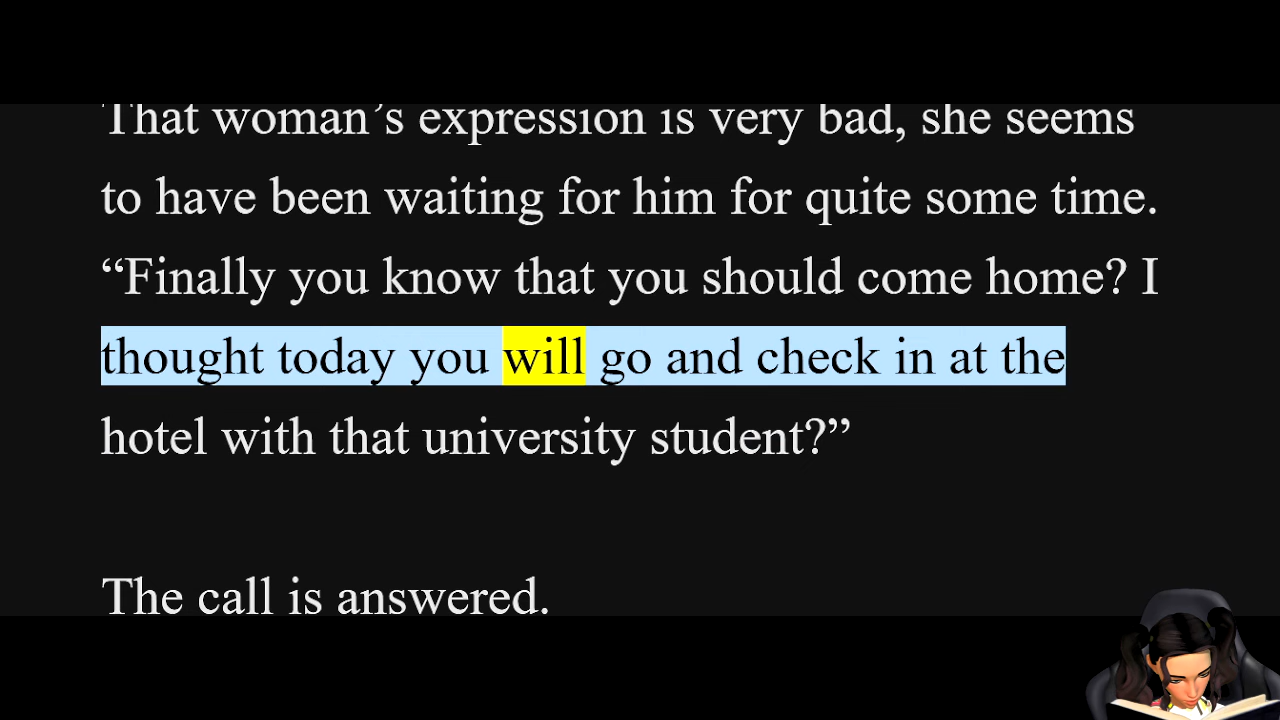 That woman’s expression is very bad, she seems
to have been waiting for him for quite some time.
“Finally you know that you should come home? I
thought today you will go and check in at the
hotel with that university student?”
The call is answered.